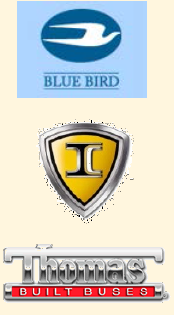 BLUE BIRD
I
Thomas
BUILT BUSES